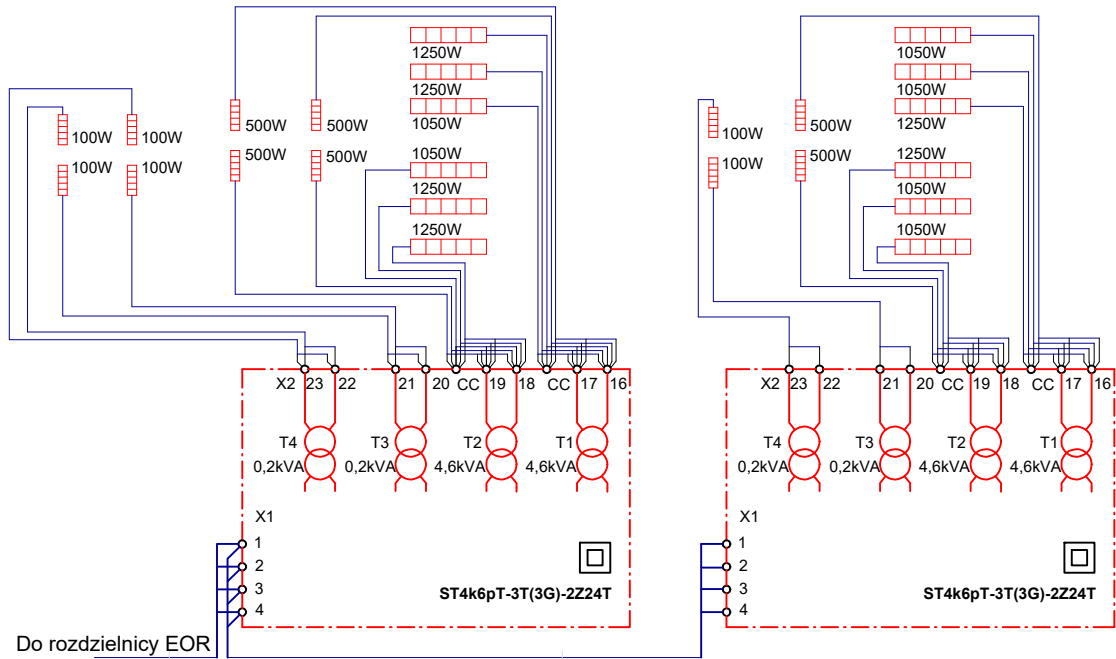 1250W
1250W
1050W
1050W
1250W
1250W
500W
500W
500W
500W
100W
100W
100W
100W
X2 23 22 21 20 CC 19 18 CC 17 16
T4 T3 T2 T1
0,2kVA 0,2kVA 4,6kVA 4,6kVA
X1
1
2
3
4
ST4k6pT-3T(3G)-2Z24T
Do rozdzielnicy EOR
1050W
1050W
1250W
1250W
1050W
1050W
500W
500W
100W
100W
X2 23 22 21 20 CC 19 18 CC 17 16
T4 T3 T2 T1
0,2kVA 0,2kVA 4,6kVA 4,6kVA
X1
1
2
3
4
ST4k6pT-3T(3G)-2Z24T